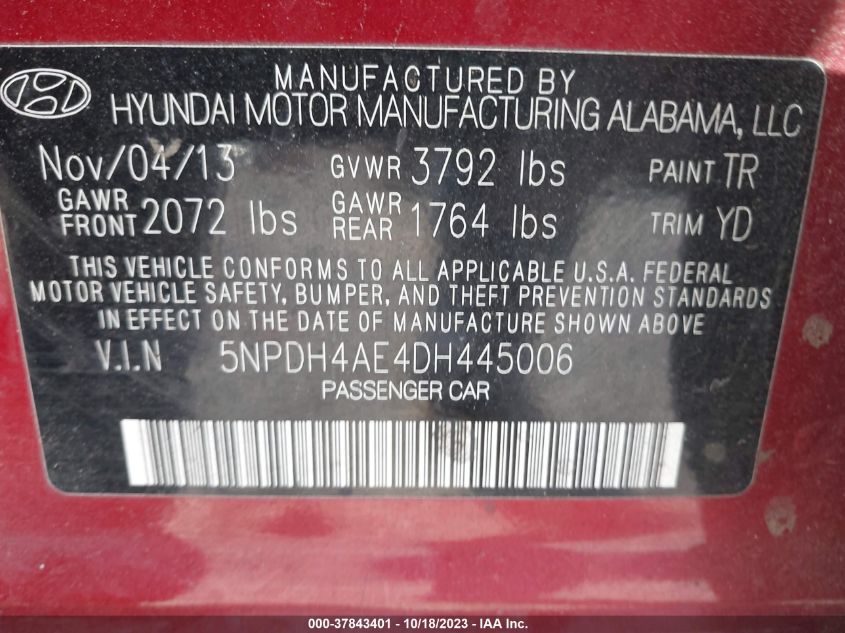 MANUFACTURED BY
HYUNDAI MOTOR MANUFACTURING ALABAMA, LLC
Nov/04/13 GVWR 3792 lbs PAINT TR
GAWR FRONT 2072 lbs GAWR REAR 1764 lbs TRIM YD
THIS VEHICLE CONFORMS TO ALL APPLICABLE U.S.A. FEDERAL
MOTOR VEHICLE SAFETY, BUMPER, AND THEFT PREVENTION STANDARDS
IN EFFECT ON THE DATE OF MANUFACTURE SHOWN ABOVE
V.I.N 5NPDH4AE4DH445006
PASSENGER CAR
000-37843401 - 10/18/2023 - IAA Inc.